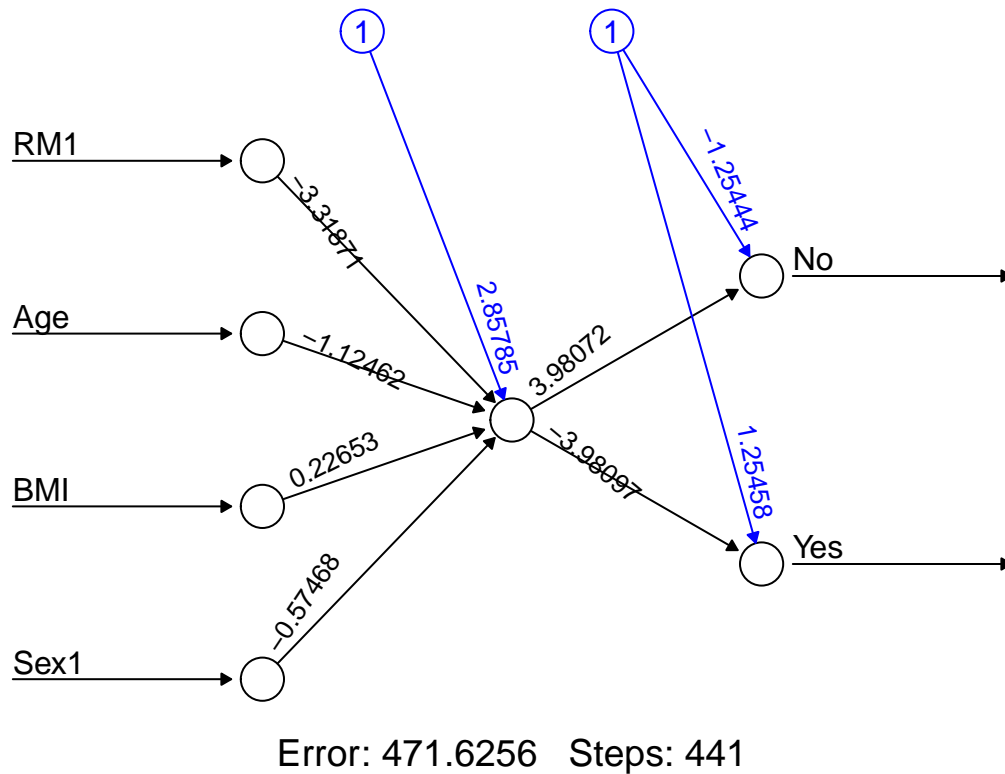 1
1
RM1
−3.31871
−1.25444
No
Age
−1.12462
2.85785
3.98072
BMI
0.22653
−3.98097
1.25458
Yes
Sex1
−0.57468
Error: 471.6256 Steps: 441